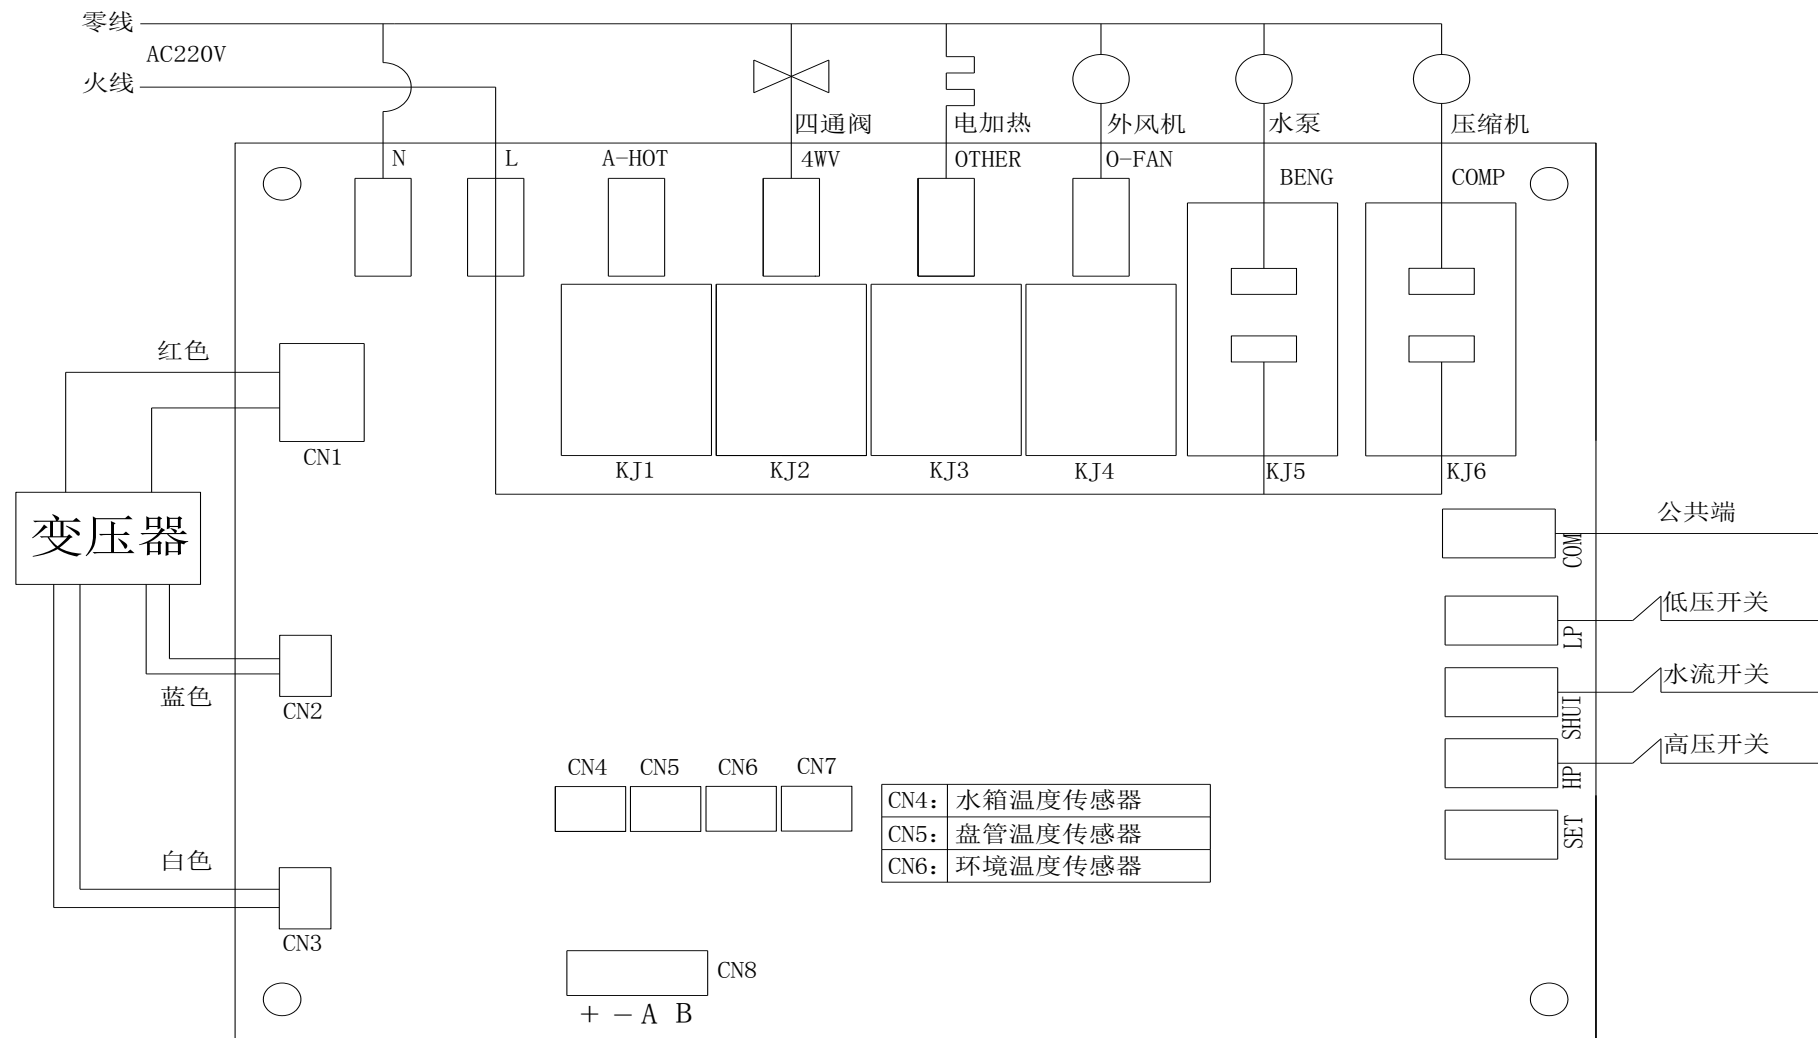 零线
AC220V
火线
四通阀 电加热 外风机 水泵 压缩机
N L A-HOT 4WV OTHER O-FAN BENG COMP
红色
CN1
KJ1 KJ2 KJ3 KJ4 KJ5 KJ6
变压器
公共端
COM
低压开关
LP
水流开关
SHUI
高压开关
HP
SET
蓝色
CN2
CN4 CN5 CN6 CN7
CN4: 水箱温度传感器
CN5: 盘管温度传感器
CN6: 环境温度传感器
白色
CN3
CN8
+ - A B